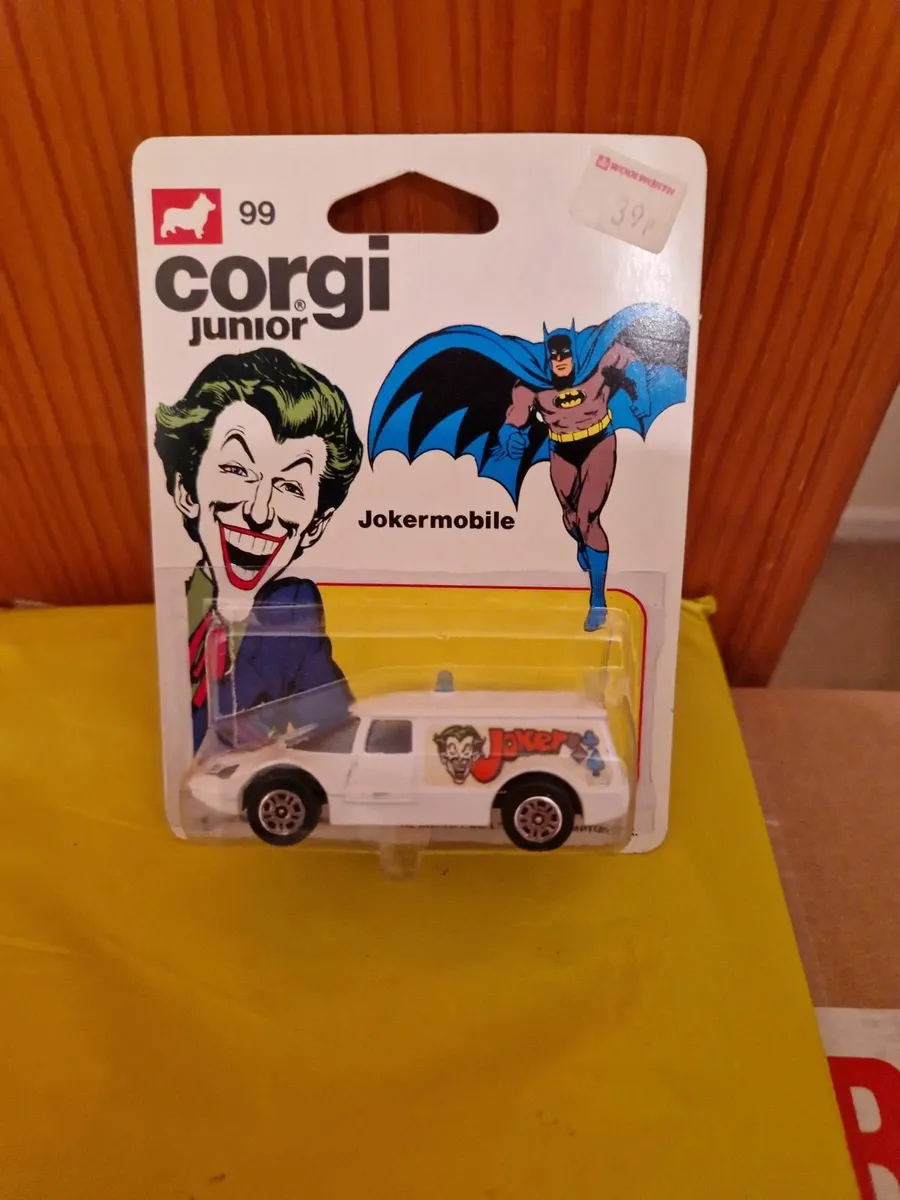 99
WOOLWORTH
39p
corgi®
junior
Jokermobile
Joker
R